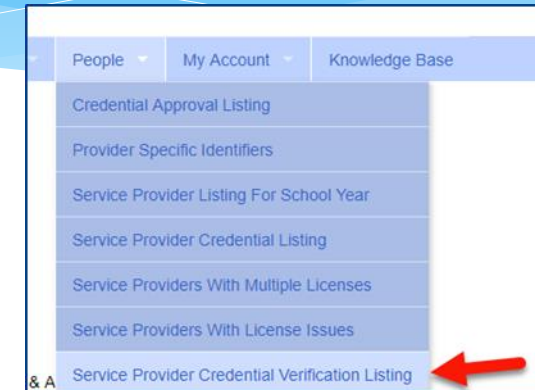 People My Account Knowledge Base
Credential Approval Listing
Provider Specific Identifiers
Service Provider Listing For School Year
Service Provider Credential Listing
Service Providers With Multiple Licenses
Service Providers With License Issues
& A Service Provider Credential Verification Listing